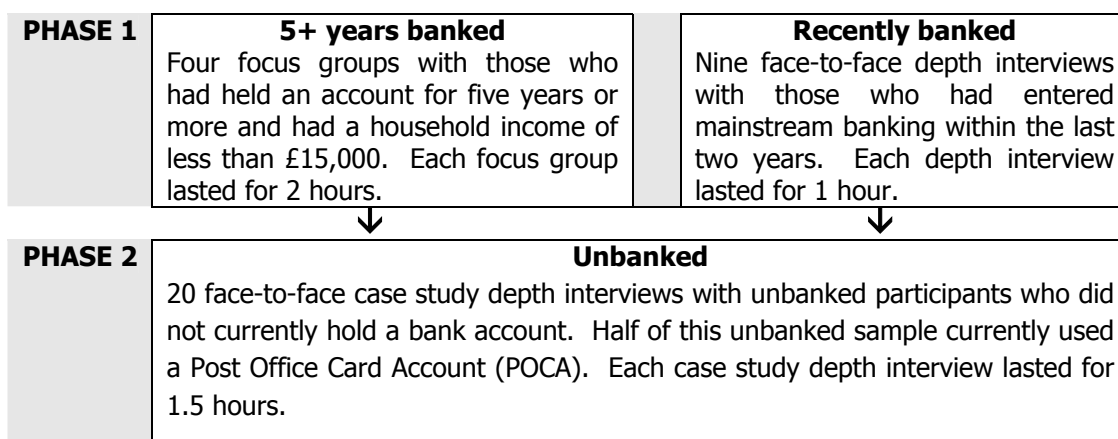 PHASE 1
5+ years banked
Four focus groups with those who
had held an account for five years or
more and had a household income of
less than £15,000. Each focus group
lasted for 2 hours.
Recently banked
Nine face-to-face depth interviews
with those who had entered
mainstream banking within the last
two years. Each depth interview
lasted for 1 hour.
PHASE 2
Unbanked
20 face-to-face case study depth interviews with unbanked participants who did
not currently hold a bank account. Half of this unbanked sample currently used
a Post Office Card Account (POCA). Each case study depth interview lasted for
1.5 hours.